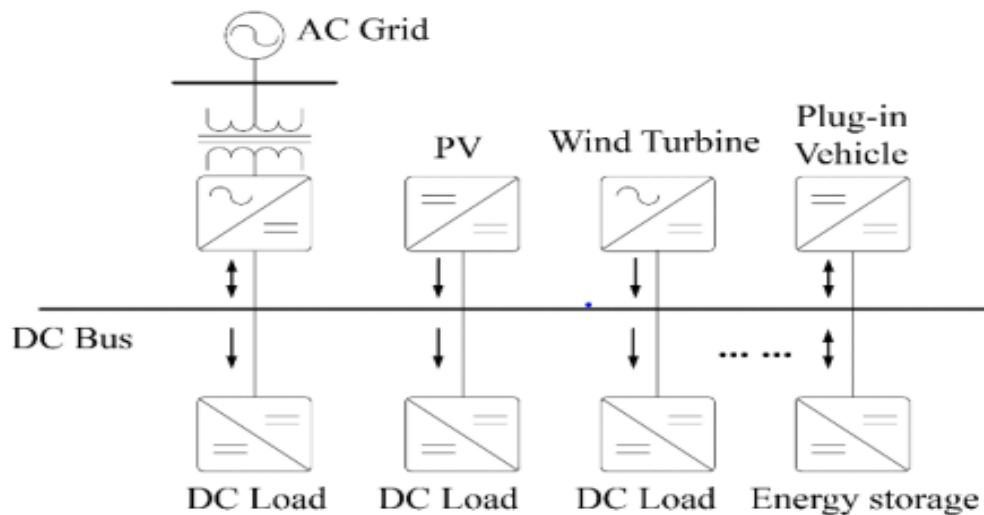 AC Grid
PV
Wind Turbine
Plug-in
Vehicle
DC Bus
... ...
DC Load
DC Load
DC Load
Energy storage